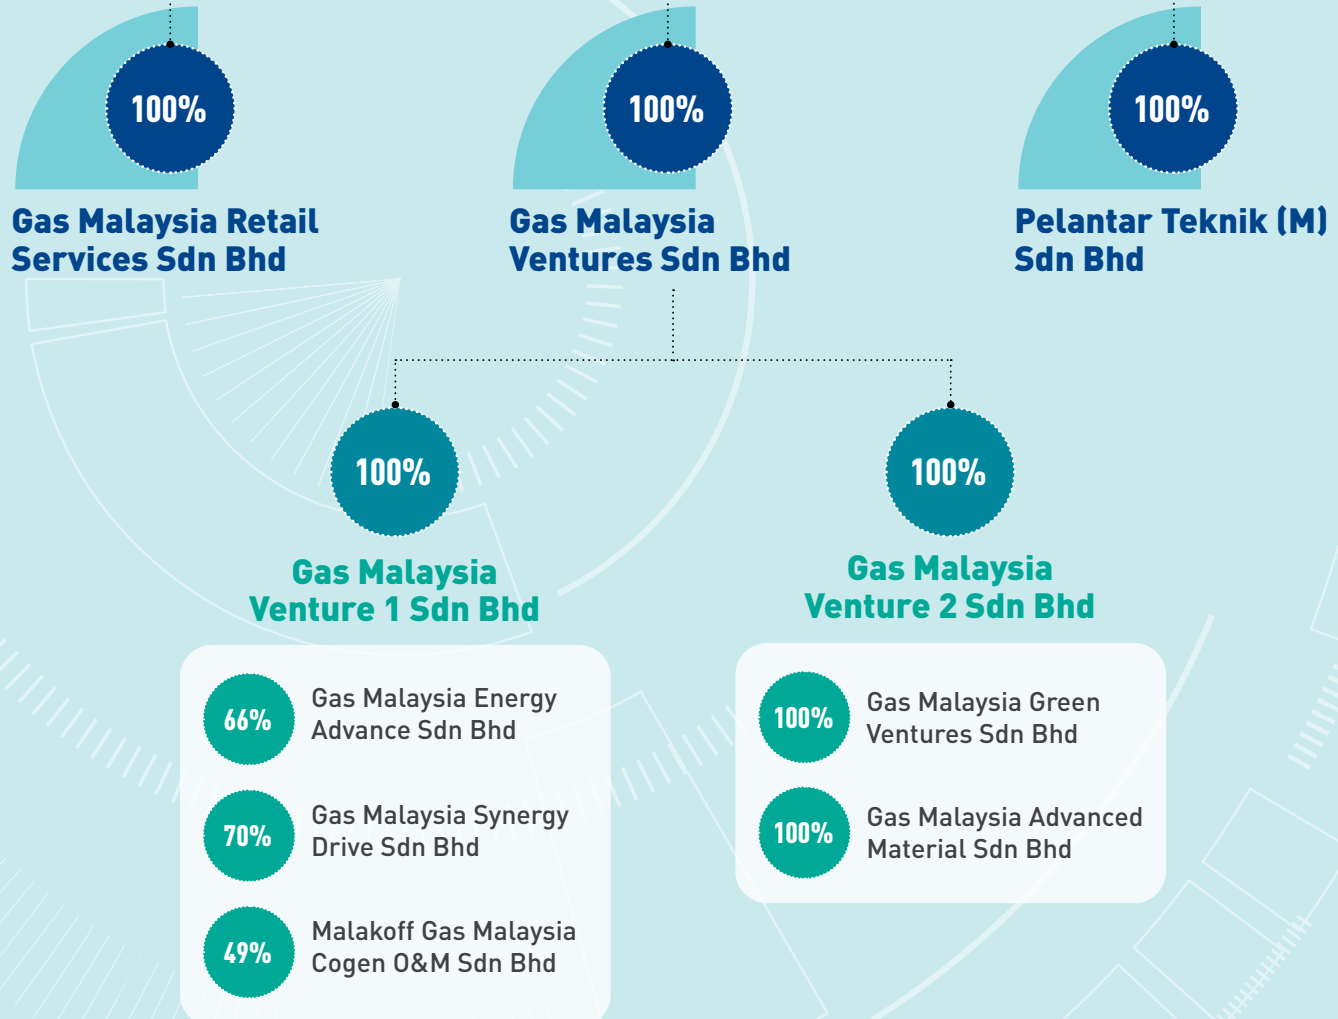 100%
Gas Malaysia Retail
Services Sdn Bhd
100%
Gas Malaysia
Ventures Sdn Bhd
100%
Pelantar Teknik (M)
Sdn Bhd
100%
Gas Malaysia
Venture 1 Sdn Bhd
66%
Gas Malaysia Energy
Advance Sdn Bhd
70%
Gas Malaysia Synergy
Drive Sdn Bhd
49%
Malakoff Gas Malaysia
Cogen O&M Sdn Bhd
100%
Gas Malaysia
Venture 2 Sdn Bhd
100%
Gas Malaysia Green
Ventures Sdn Bhd
100%
Gas Malaysia Advanced
Material Sdn Bhd